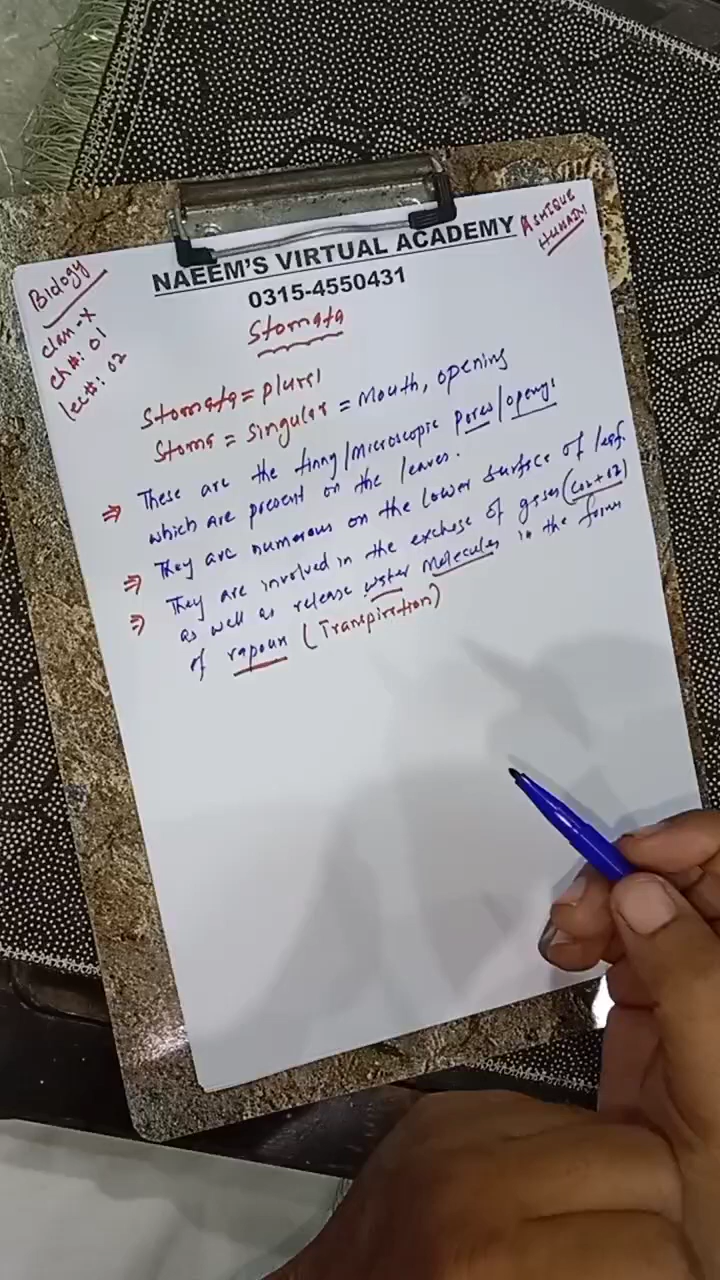 NAEEM'S VIRTUAL ACADEMY
0315-4550431
ASHIQUE
HUSAIN
Biology
class-X
ch#: 01
lec#: 02
Stomata
Stomata = plural
Stoma = singular = Mouth, opening
⇒ These are the tinny/Microscopic pores/openings
which are present on the leaves.
⇒ They are numerous on the lower surface of leaf.
⇒ They are involved in the exchase of gases (CO2+O2)
as well as release water Molecules in the form
of vapours (Transpiration)